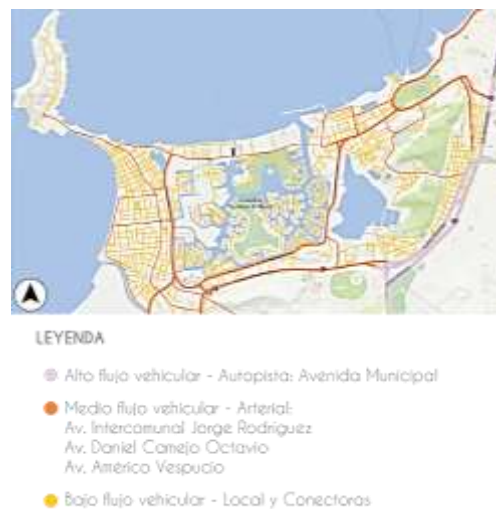 LEYENDA
Alto flujo vehicular - Autopista: Avenida Municipal
Medio flujo vehicular - Arterial:
Av. Intercomunal Jorge Rodriguez
Av. Daniel Camejo Octavio
Av. América Vespucio
Bajo flujo vehicular - Local y Conectoras